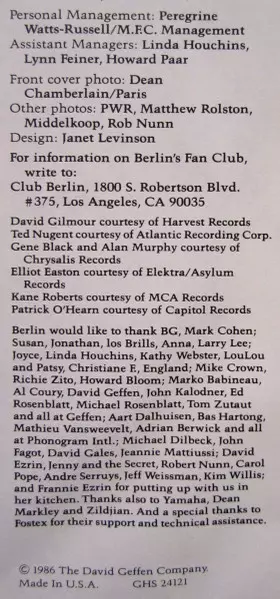 Personal Management: Peregrine
Watts-Russell/M.F.C. Management
Assistant Managers: Linda Houchins,
Lynn Feiner, Howard Paar
Front cover photo: Dean
Chamberlain/Paris
Other photos: PWR, Matthew Rolston,
Middelkoop, Rob Nunn
Design: Janet Levinson
For information on Berlin's Fan Club,
write to:
Club Berlin, 1800 S. Robertson Blvd.
#375, Los Angeles, CA 90035
David Gilmour courtesy of Harvest Records
Ted Nugent courtesy of Atlantic Recording Corp.
Gene Black and Alan Murphy courtesy of
Chrysalis Records
Elliot Easton courtesy of Elektra/Asylum
Records
Kane Roberts courtesy of MCA Records
Patrick O'Hearn courtesy of Capitol Records
Berlin would like to thank BG, Mark Cohen;
Susan, Jonathan, los Brills, Anna, Larry Lee;
Joyce, Linda Houchins, Kathy Webster, LouLou
and Patsy, Christiane F., England; Mike Crown,
Richie Zito, Howard Bloom; Marko Babineau,
Al Coury, David Geffen, John Kalodner, Ed
Rosenblatt, Michael Rosenblatt, Tom Zutaut
and all at Geffen; Aart Dalhuisen, Bas Hartong,
Mathieu Vansweevelt, Adrian Berwick and all
at Phonogram Intl.; Michael Dilbeck, John
Fagot, David Gales, Jeannie Mattiussi; David
Ezrin, Jenny and the Secret, Robert Nunn, Carol
Pope, Andre Serruys, Jeff Weissman, Kim Willis;
and Frannie Ezrin for putting up with us in
her kitchen. Thanks also to Yamaha, Dean
Markley and Zildjian. And a special thanks to
Fostex for their support and technical assistance.
© 1986 The David Geffen Company.
Made In U.S.A. GHS 24121